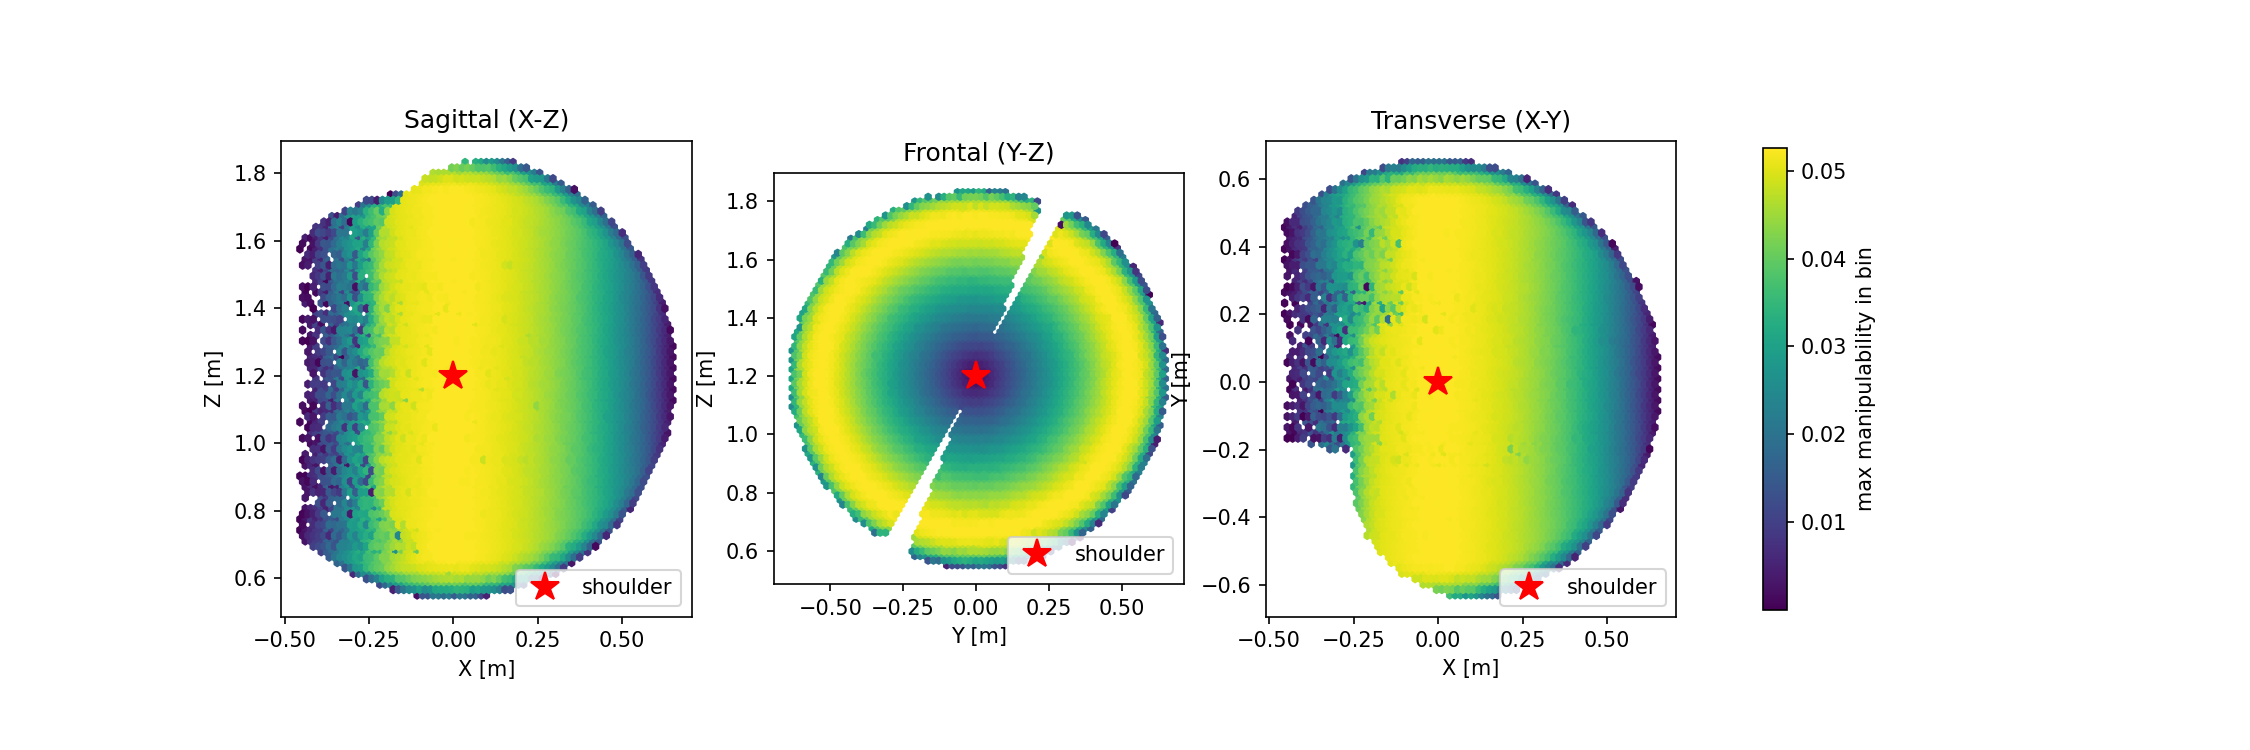 Sagittal (X-Z)
Z [m]
1.8
1.6
1.4
1.2
1.0
0.8
0.6
−0.50 −0.25 0.00 0.25 0.50
X [m]
shoulder
Frontal (Y-Z)
Z [m]
1.8
1.6
1.4
1.2
1.0
0.8
0.6
−0.50 −0.25 0.00 0.25 0.50
Y [m]
shoulder
Transverse (X-Y)
Y [m]
0.6
0.4
0.2
0.0
−0.2
−0.4
−0.6
−0.50 −0.25 0.00 0.25 0.50
X [m]
shoulder
0.05
0.04
0.03
0.02
0.01
max manipulability in bin